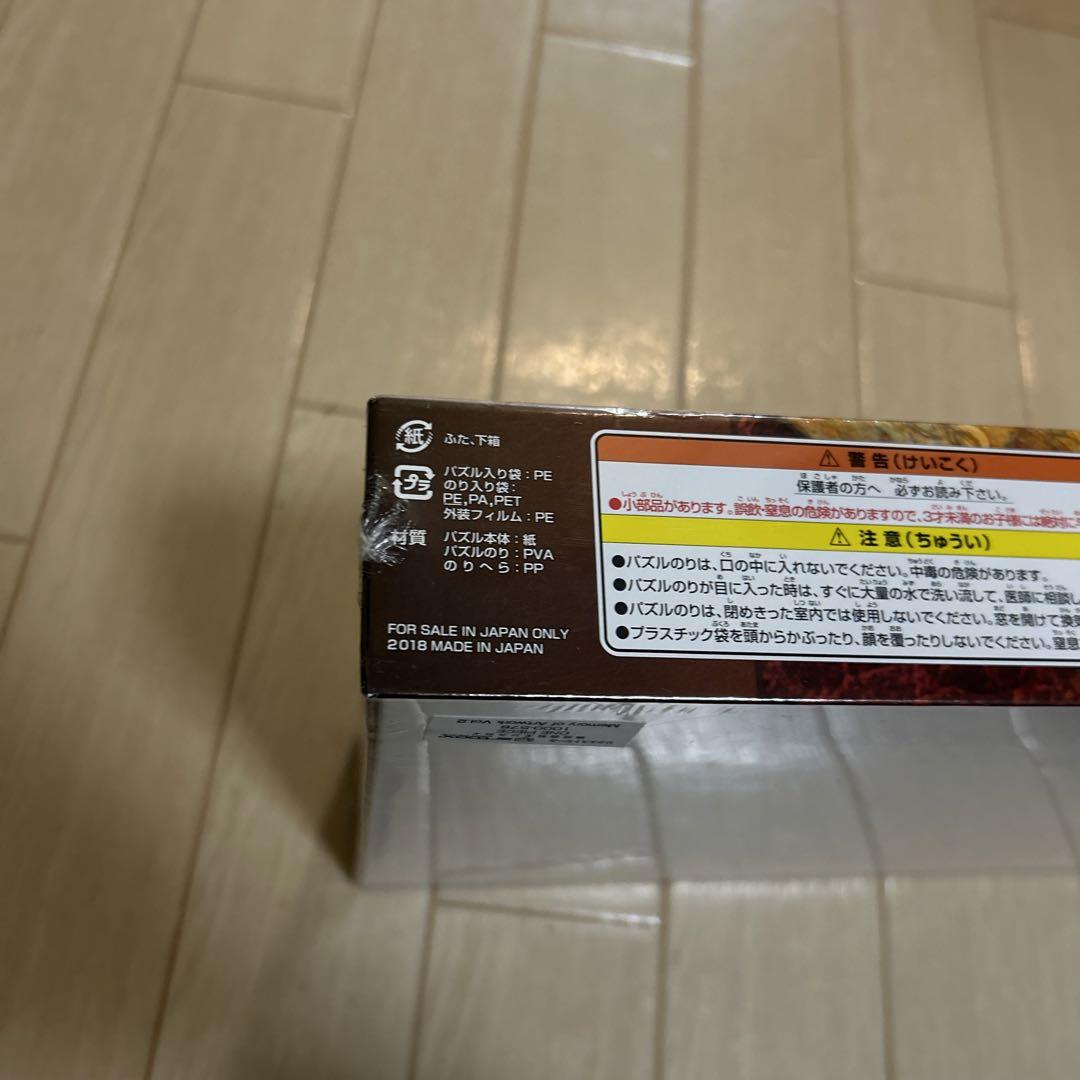 紙 ふた、下箱
プラ パズル入り袋：PE
のり入り袋：
PE,PA,PET
外装フィルム：PE
材質 パズル本体：紙
パズルのり：PVA
のりへら：PP
FOR SALE IN JAPAN ONLY
2018 MADE IN JAPAN
警告（けいこく）
保護者の方へ 必ずお読み下さい。
●小部品があります。誤飲・窒息の危険がありますので、3才未満のお子様には絶対に
注意（ちゅうい）
●パズルのりは、口の中に入れないでください。中毒の危険があります。
●パズルのりが目に入った時は、すぐに大量の水で洗い流して、医師に相談し
●パズルのりは、閉めきった室内では使用しないでください。窓を開けて換気
●プラスチック袋を頭からかぶったり、顔を覆ったりしないでください。窒息
ONE PIECE
1000-576
Memory of Artwork Vol.2